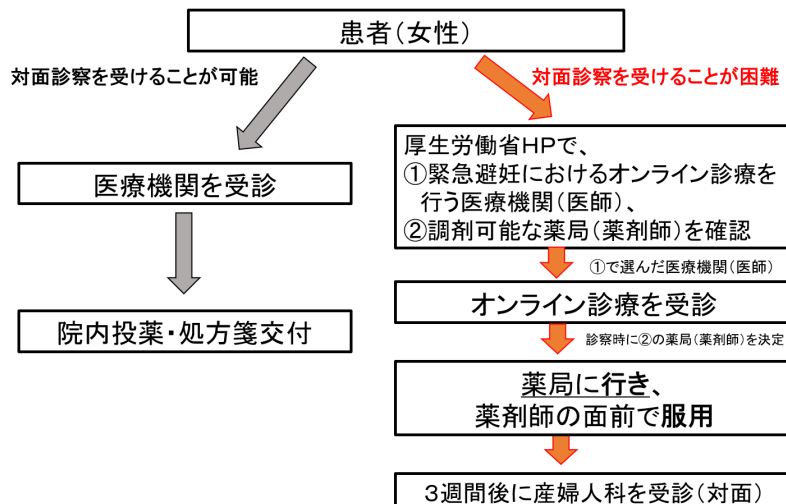 患者(女性)
対面診察を受けることが可能
対面診察を受けることが困難
医療機関を受診
院内投薬・処方箋交付
厚生労働省HPで、
①緊急避妊におけるオンライン診療を
行う医療機関(医師)、
②調剤可能な薬局(薬剤師)を確認
①で選んだ医療機関(医師)
オンライン診療を受診
診察時に②の薬局(薬剤師)を決定
薬局に行き、
薬剤師の面前で服用
3週間後に産婦人科を受診(対面)